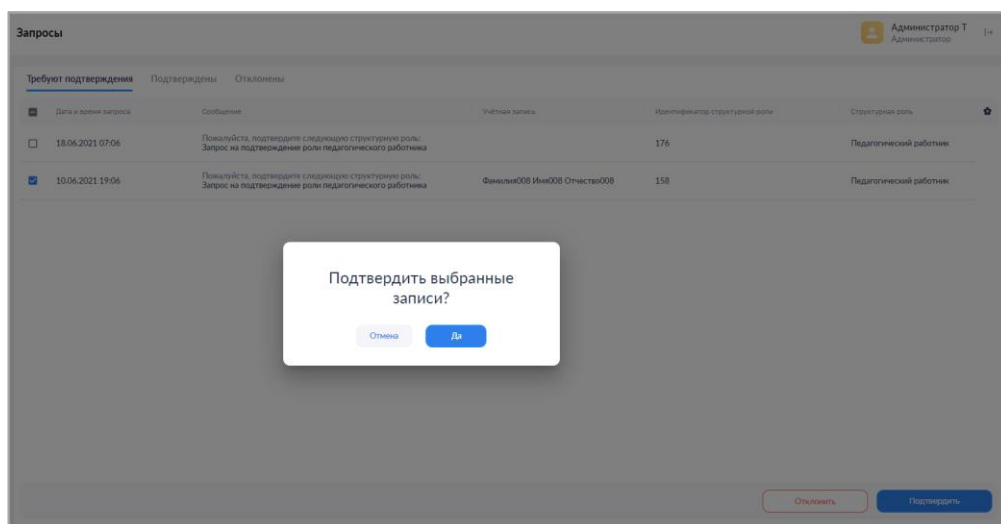 Запросы
Администратор Т
Администратор
Требуют подтверждения Подтверждены Отклонены
Дата и время запроса Сообщение Учётная запись Идентификатор структурной роли Структурная роль
18.06.2021 07:06 Пожалуйста, подтвердите следующую структурную роль: 176 Педагогический работник
Запрос на подтверждение роли педагогического работника
10.06.2021 19:06 Пожалуйста, подтвердите следующую структурную роль: Фамилия008 Имя008 Отчество008 158 Педагогический работник
Запрос на подтверждение роли педагогического работника
Подтвердить выбранные
записи?
Отмена Да
Отклонить Подтвердить